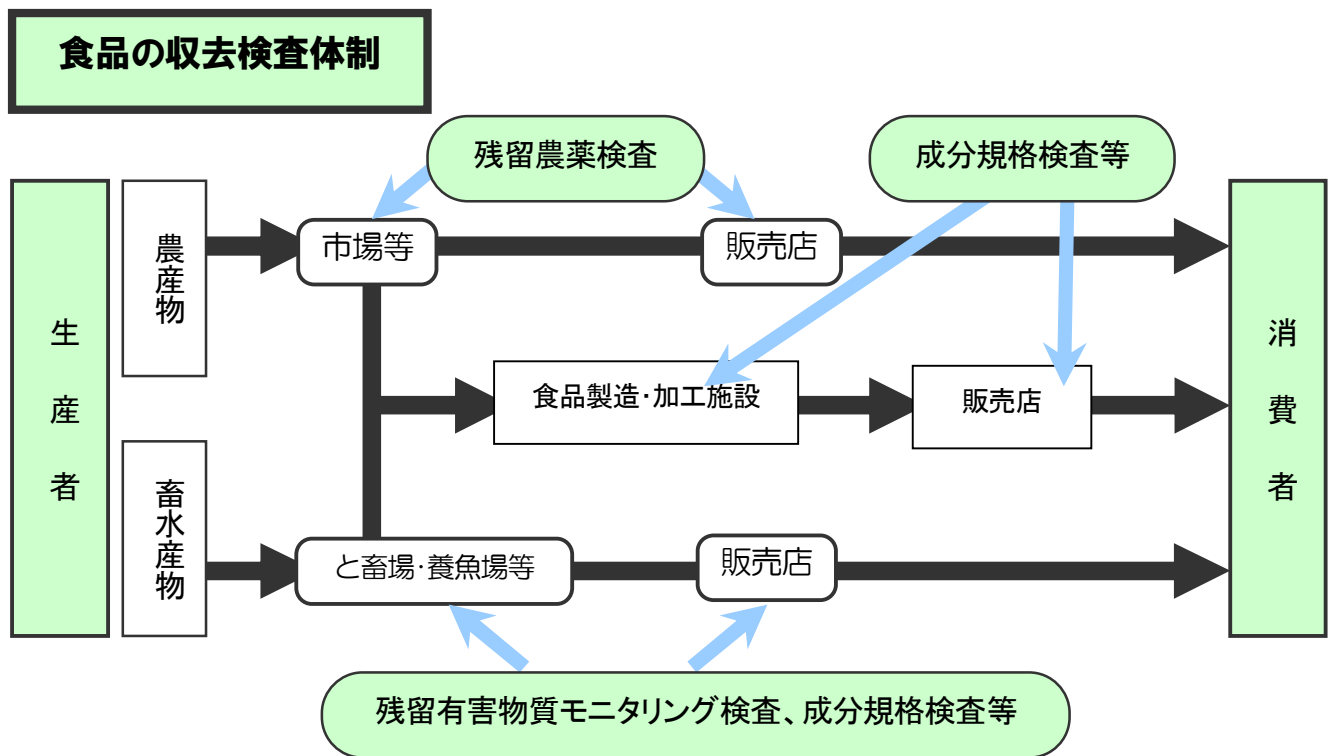 食品の収去検査体制
残留農薬検査
成分規格検査等
生産者
農産物
市場等
販売店
消費者
食品製造・加工施設
販売店
畜水産物
と畜場・養魚場等
販売店
残留有害物質モニタリング検査、成分規格検査等